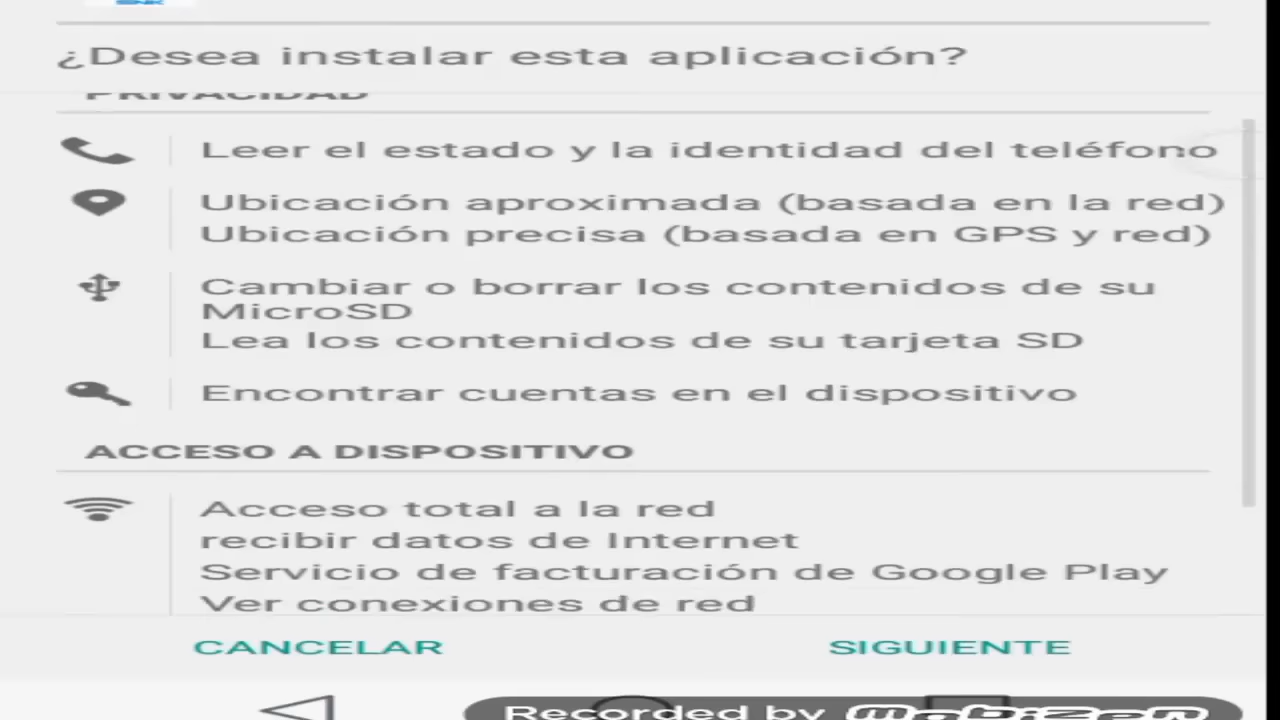 ¿Desea instalar esta aplicación?
PRIVACIDAD
Leer el estado y la identidad del teléfono
Ubicación aproximada (basada en la red)
Ubicación precisa (basada en GPS y red)
Cambiar o borrar los contenidos de su
MicroSD
Lea los contenidos de su tarjeta SD
Encontrar cuentas en el dispositivo
ACCESO A DISPOSITIVO
Acceso total a la red
recibir datos de Internet
Servicio de facturación de Google Play
Ver conexiones de red
CANCELAR
SIGUIENTE
Recorded by mobizen